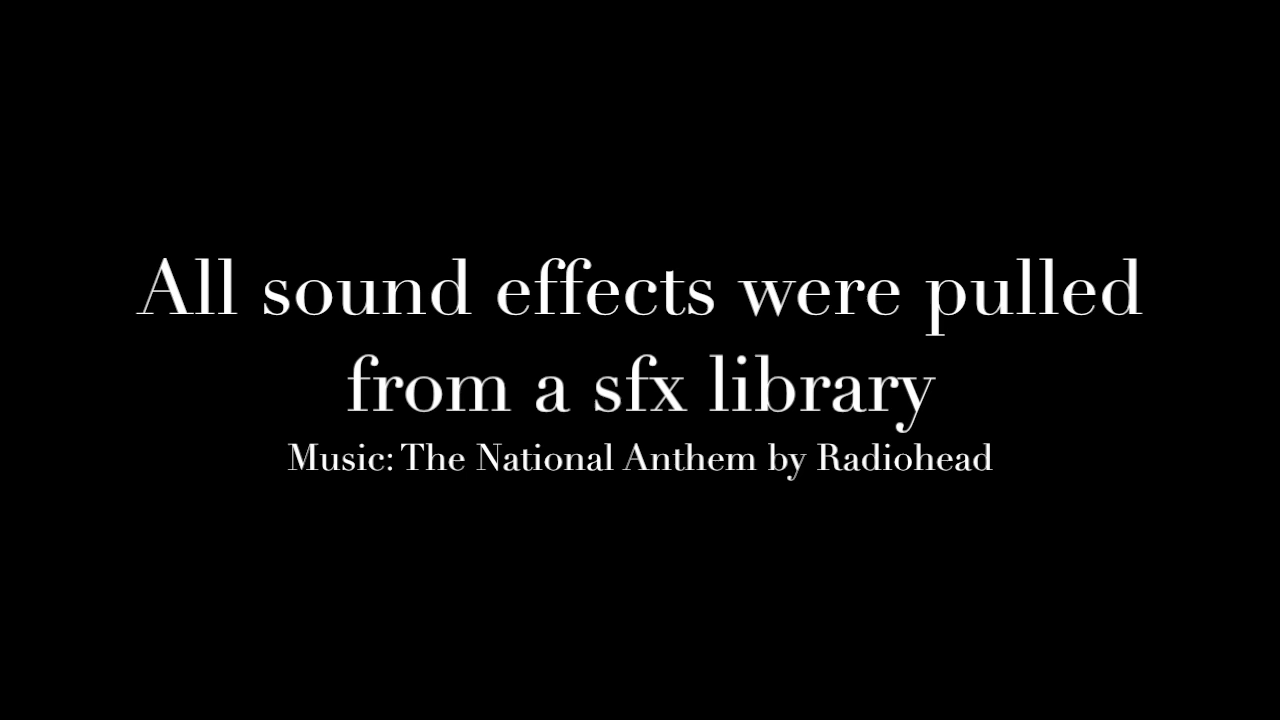 All sound effects were pulled
from a sfx library
Music: The National Anthem by Radiohead